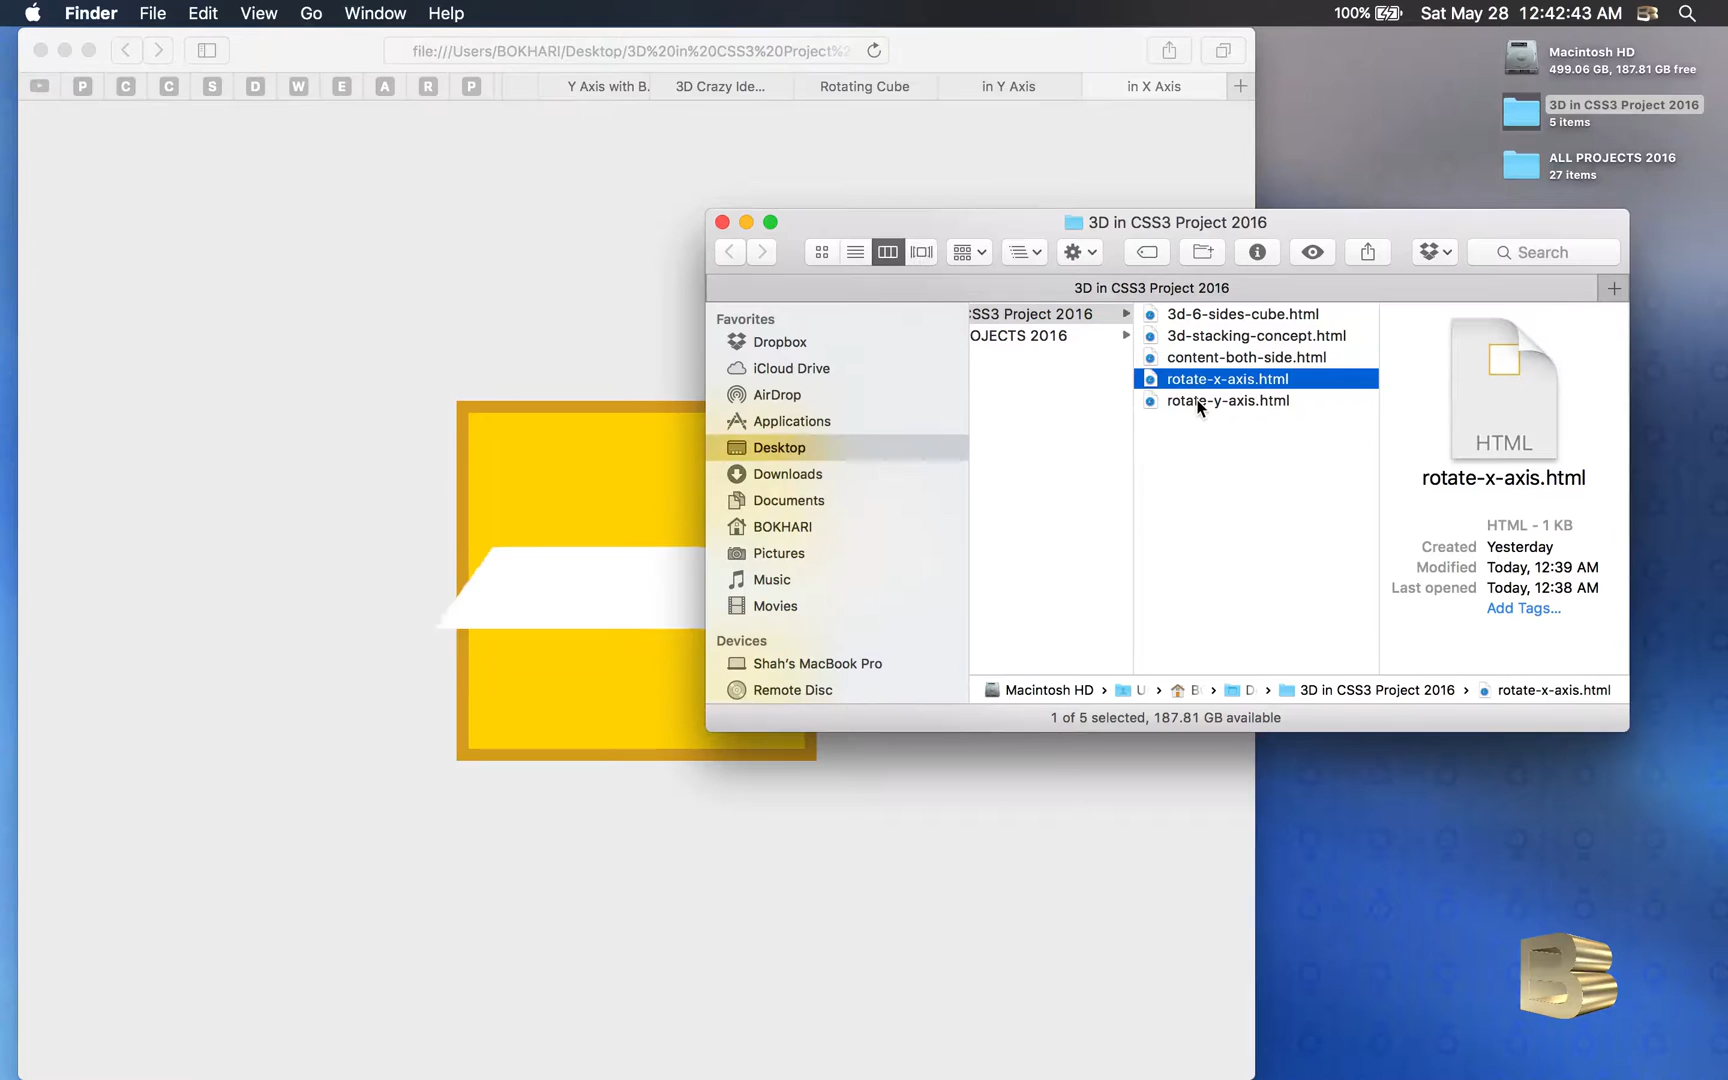 Finder File Edit View Go Window Help
100% Sat May 28 12:42:43 AM
file:///Users/BOKHARI/Desktop/3D%20in%20CSS3%20Project%2
P C C S D W E A R P
Y Axis with B. 3D Crazy Ide... Rotating Cube in Y Axis in X Axis
Macintosh HD
499.06 GB, 187.81 GB free
3D in CSS3 Project 2016
5 items
ALL PROJECTS 2016
27 items
3D in CSS3 Project 2016
Search
3D in CSS3 Project 2016
Favorites
Dropbox
iCloud Drive
AirDrop
Applications
Desktop
Downloads
Documents
BOKHARI
Pictures
Music
Movies
Devices
Shah's MacBook Pro
Remote Disc
CSS3 Project 2016
OJECTS 2016
3d-6-sides-cube.html
3d-stacking-concept.html
content-both-side.html
rotate-x-axis.html
rotate-y-axis.html
HTML
rotate-x-axis.html
HTML - 1 KB
Created Yesterday
Modified Today, 12:39 AM
Last opened Today, 12:38 AM
Add Tags...
Macintosh HD › U › B › D › 3D in CSS3 Project 2016 › rotate-x-axis.html
1 of 5 selected, 187.81 GB available
B